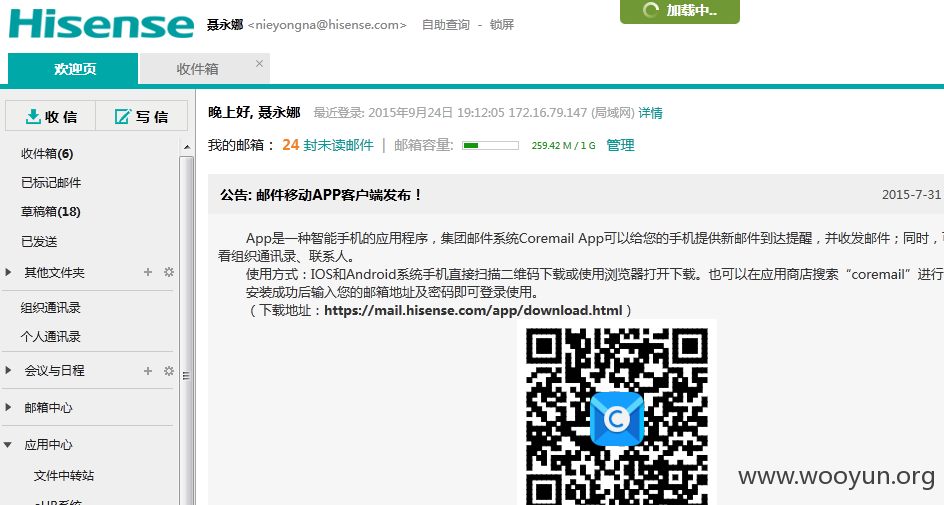 Hisense 聂永娜 <nieyongna@hisense.com> 自助查询 - 锁屏
加载中..
欢迎页 收件箱 ×
收信 写信
收件箱(6)
已标记邮件
草稿箱(18)
已发送
其他文件夹
组织通讯录
个人通讯录
会议与日程
邮箱中心
应用中心
文件中转站
晚上好, 聂永娜 最近登录: 2015年9月24日 19:12:05 172.16.79.147 (局域网) 详情
我的邮箱： 24 封未读邮件 | 邮箱容量: 259.42 M / 1 G 管理
公告: 邮件移动APP客户端发布！ 2015-7-31
App是一种智能手机的应用程序，集团邮件系统Coremail App可以给您的手机提供新邮件到达提醒，并收发邮件；同时，
看组织通讯录、联系人。
使用方式：IOS和Android系统手机直接扫描二维码下载或使用浏览器打开下载。也可以在应用商店搜索“coremail”进行
安装成功后输入您的邮箱地址及密码即可登录使用。
（下载地址：https://mail.hisense.com/app/download.html）
C
www.wooyun.org